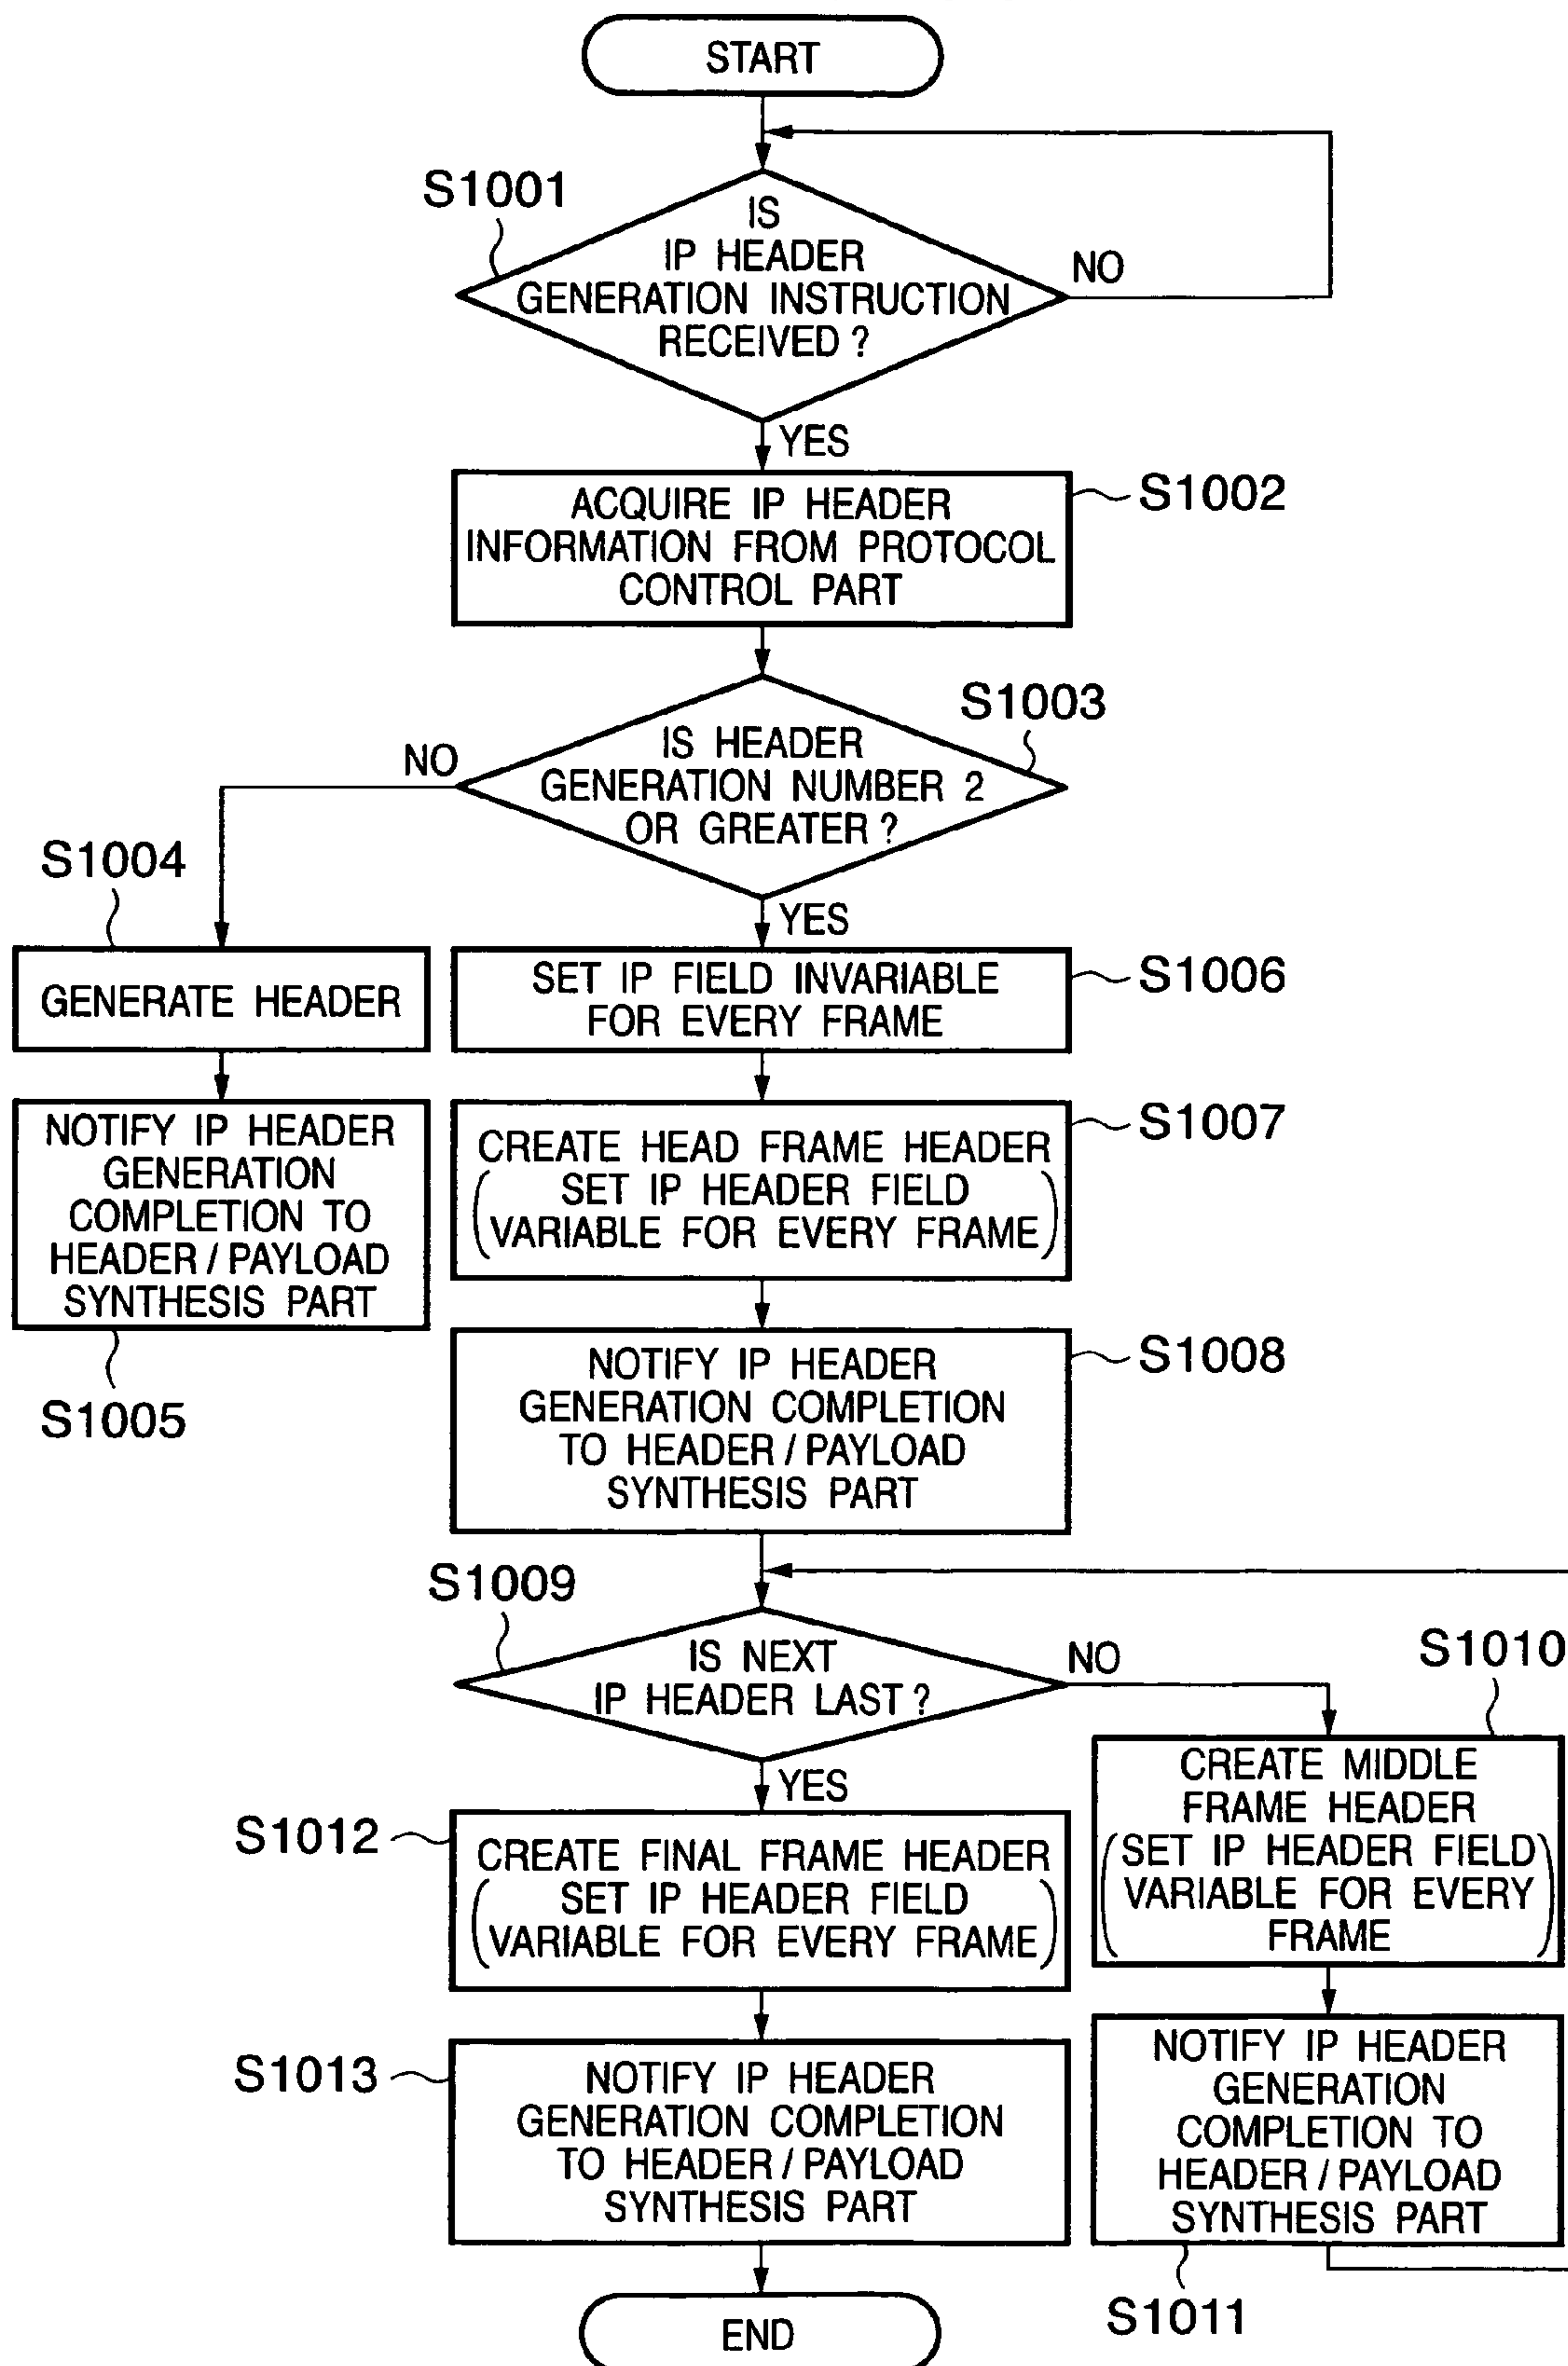 START
S1001
IS
IP HEADER
GENERATION INSTRUCTION
RECEIVED ?
NO
YES
ACQUIRE IP HEADER
INFORMATION FROM PROTOCOL
CONTROL PART
S1002
S1003
IS HEADER
GENERATION NUMBER 2
OR GREATER ?
NO
YES
S1004
GENERATE HEADER
NOTIFY IP HEADER
GENERATION
COMPLETION TO
HEADER / PAYLOAD
SYNTHESIS PART
S1005
SET IP FIELD INVARIABLE
FOR EVERY FRAME
S1006
CREATE HEAD FRAME HEADER
(SET IP HEADER FIELD
VARIABLE FOR EVERY FRAME)
S1007
NOTIFY IP HEADER
GENERATION COMPLETION
TO HEADER / PAYLOAD
SYNTHESIS PART
S1008
S1009
IS NEXT
IP HEADER LAST ?
NO
YES
S1010
CREATE MIDDLE
FRAME HEADER
(SET IP HEADER FIELD
VARIABLE FOR EVERY
FRAME)
NOTIFY IP HEADER
GENERATION
COMPLETION TO
HEADER / PAYLOAD
SYNTHESIS PART
S1011
S1012
CREATE FINAL FRAME HEADER
(SET IP HEADER FIELD
VARIABLE FOR EVERY FRAME)
S1013
NOTIFY IP HEADER
GENERATION COMPLETION
TO HEADER / PAYLOAD
SYNTHESIS PART
END